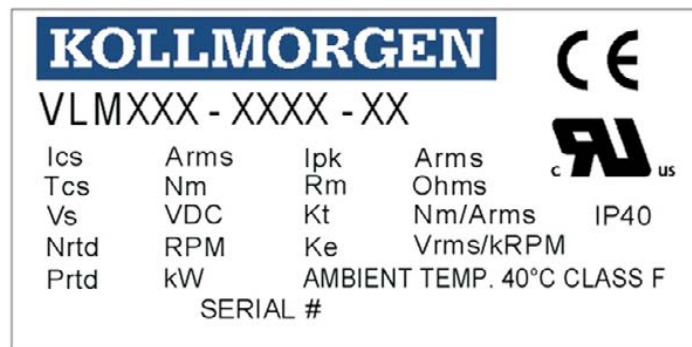 KOLLMORGEN
CE
VLMXXX - XXXX - XX
c RU us
Ics Arms Ipk Arms
Tcs Nm Rm Ohms
Vs VDC Kt Nm/Arms IP40
Nrtd RPM Ke Vrms/kRPM
Prtd kW AMBIENT TEMP. 40°C CLASS F
SERIAL #